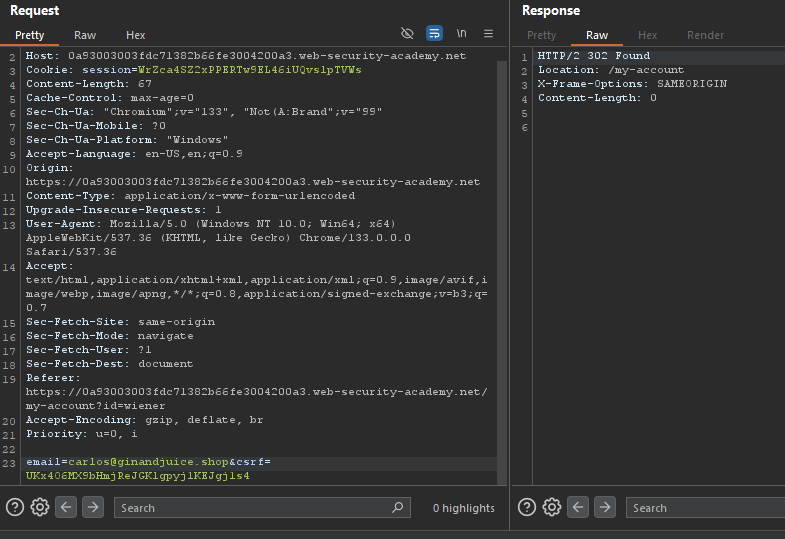 Request
Pretty Raw Hex
\n
2 Host: 0a93003003fdc71382b66fe3004200a3.web-security-academy.net
3 Cookie: session=WrZca4SZCxPPERTw9EL46iUQvslpTVWs
4 Content-Length: 67
5 Cache-Control: max-age=0
6 Sec-Ch-Ua: "Chromium";v="133", "Not(A:Brand";v="99"
7 Sec-Ch-Ua-Mobile: ?0
8 Sec-Ch-Ua-Platform: "Windows"
9 Accept-Language: en-US,en;q=0.9
10 Origin:
https://0a93003003fdc71382b66fe3004200a3.web-security-academy.net
11 Content-Type: application/x-www-form-urlencoded
12 Upgrade-Insecure-Requests: 1
13 User-Agent: Mozilla/5.0 (Windows NT 10.0; Win64; x64)
AppleWebKit/537.36 (KHTML, like Gecko) Chrome/133.0.0.0
Safari/537.36
14 Accept:
text/html,application/xhtml+xml,application/xml;q=0.9,image/avif,i
mage/webp,image/apng,*/*;q=0.8,application/signed-exchange;v=b3;q=
0.7
15 Sec-Fetch-Site: same-origin
16 Sec-Fetch-Mode: navigate
17 Sec-Fetch-User: ?1
18 Sec-Fetch-Dest: document
19 Referer:
https://0a93003003fdc71382b66fe3004200a3.web-security-academy.net/
my-account?id=wiener
20 Accept-Encoding: gzip, deflate, br
21 Priority: u=0, i
22
23 email=carlos@ginandjuice.shop&csrf=
UKx406MX9bHmjReJGKlgpyjlKEJgjls4
Search
0 highlights
Response
Pretty Raw Hex Render
1 HTTP/2 302 Found
2 Location: /my-account
3 X-Frame-Options: SAMEORIGIN
4 Content-Length: 0
5
6
Search